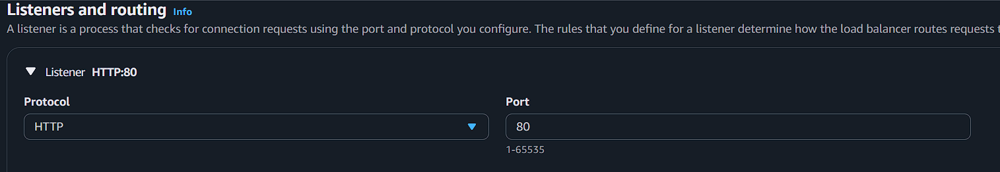 Listeners and routing Info
A listener is a process that checks for connection requests using the port and protocol you configure. The rules that you define for a listener determine how the load balancer routes requests
Listener HTTP:80
Protocol Port
HTTP 80
1-65535